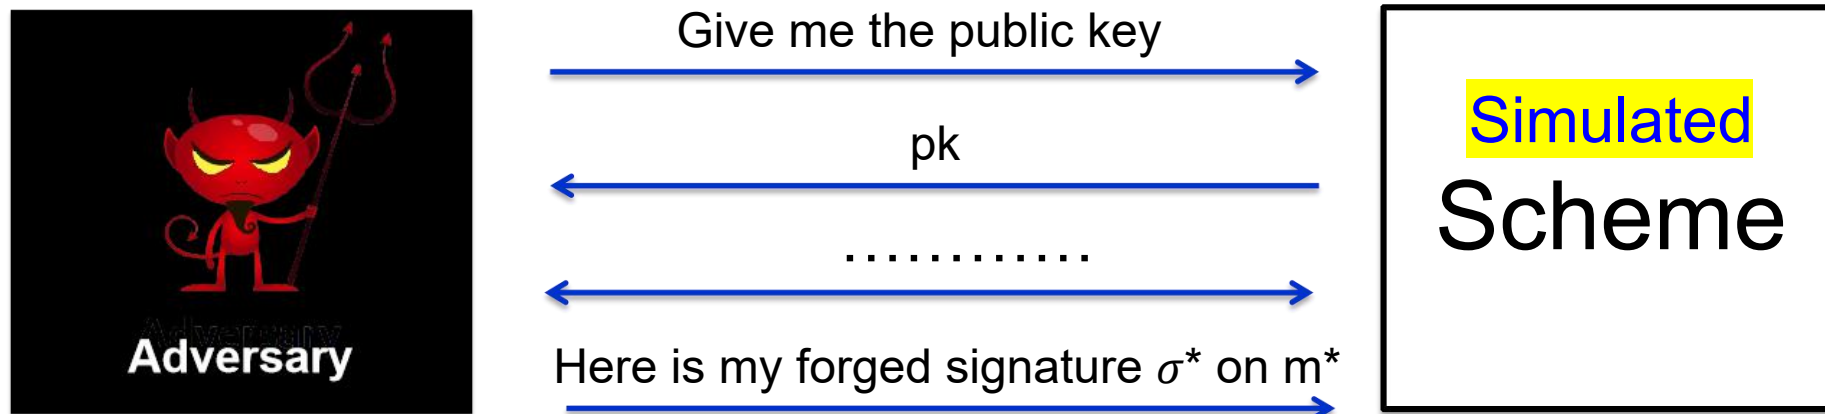 Give me the public key
pk
…………
Here is my forged signature 𝜎* on m*
Adversary
Simulated
Scheme